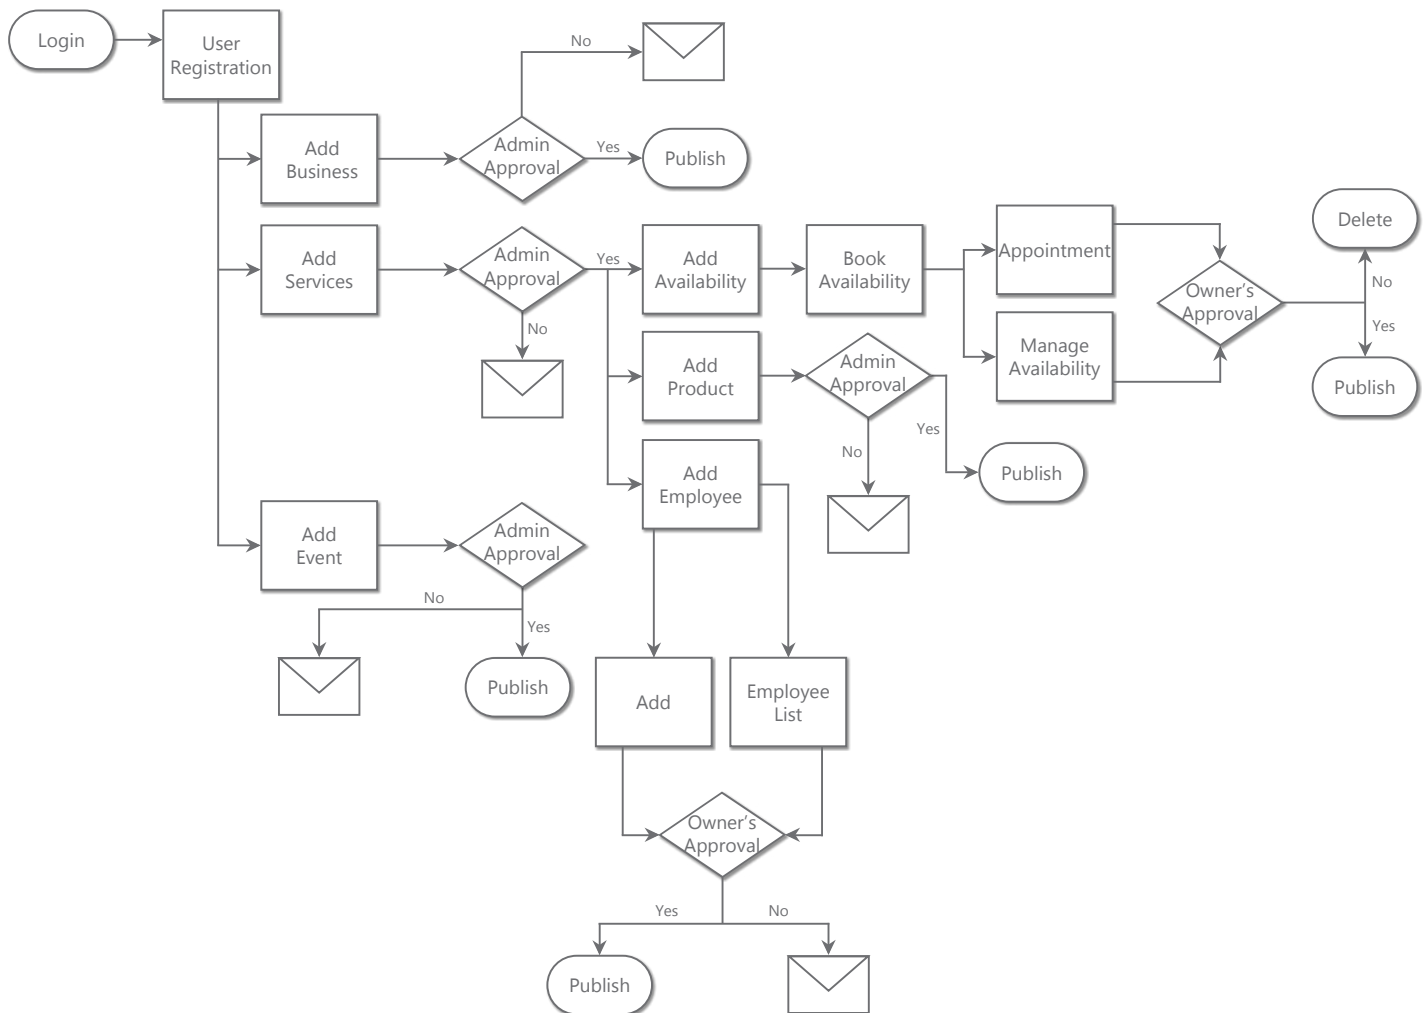 Login
User
Registration
No
Add
Business
Admin
Approval
Yes
Publish
Add
Services
Admin
Approval
Yes
No
Add
Availability
Book
Availability
Appointment
Manage
Availability
Owner's
Approval
Delete
No
Yes
Publish
Add
Product
Admin
Approval
No
Yes
Publish
Add
Employee
Add
Event
Admin
Approval
No
Yes
Publish
Add
Employee
List
Owner's
Approval
Yes
No
Publish